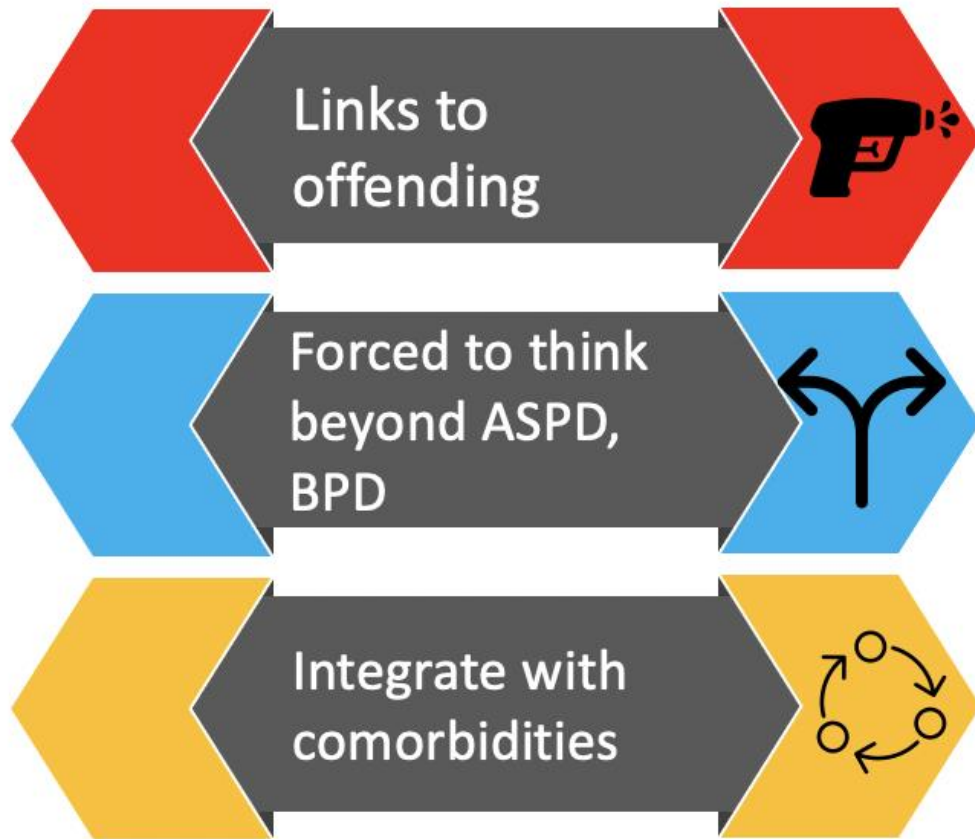 Links to
offending
Forced to think
beyond ASPD,
BPD
Integrate with
comorbidities